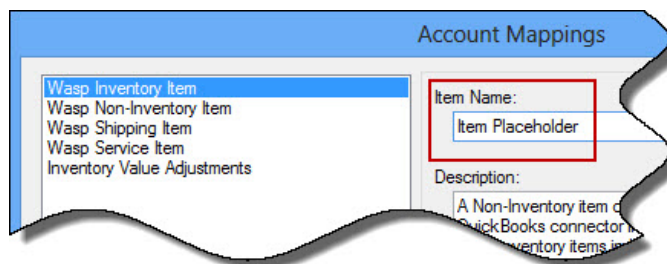 Account Mappings
Wasp Inventory Item
Wasp Non-Inventory Item
Wasp Shipping Item
Wasp Service Item
Inventory Value Adjustments
Item Name:
Item Placeholder
Description:
A Non-Inventory item
QuickBooks connector
inventory items